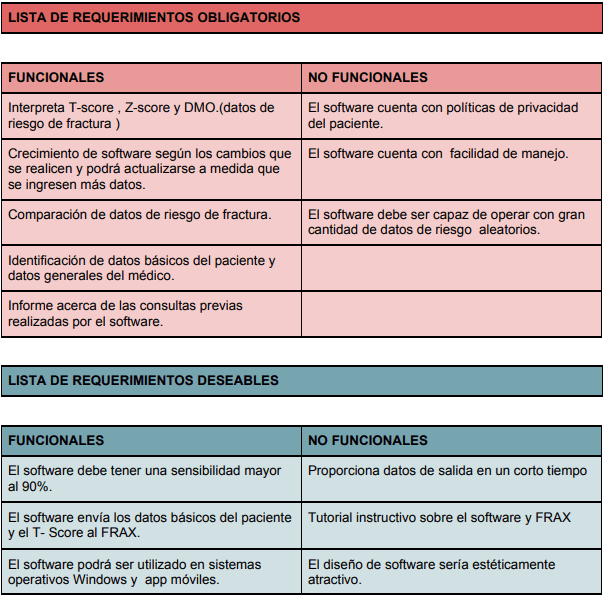 LISTA DE REQUERIMIENTOS OBLIGATORIOS
FUNCIONALES
NO FUNCIONALES
Interpreta T-score , Z-score y DMO.(datos de
riesgo de fractura )
El software cuenta con políticas de privacidad
del paciente.
Crecimiento de software según los cambios que
se realicen y podrá actualizarse a medida que
se ingresen más datos.
El software cuenta con facilidad de manejo.
Comparación de datos de riesgo de fractura.
El software debe ser capaz de operar con gran
cantidad de datos de riesgo aleatorios.
Identificación de datos básicos del paciente y
datos generales del médico.
Informe acerca de las consultas previas
realizadas por el software.
LISTA DE REQUERIMIENTOS DESEABLES
FUNCIONALES
NO FUNCIONALES
El software debe tener una sensibilidad mayor
al 90%.
Proporciona datos de salida en un corto tiempo
El software envía los datos básicos del paciente
y el T- Score al FRAX.
Tutorial instructivo sobre el software y FRAX
El software podrá ser utilizado en sistemas
operativos Windows y app móviles.
El diseño de software sería estéticamente
atractivo.